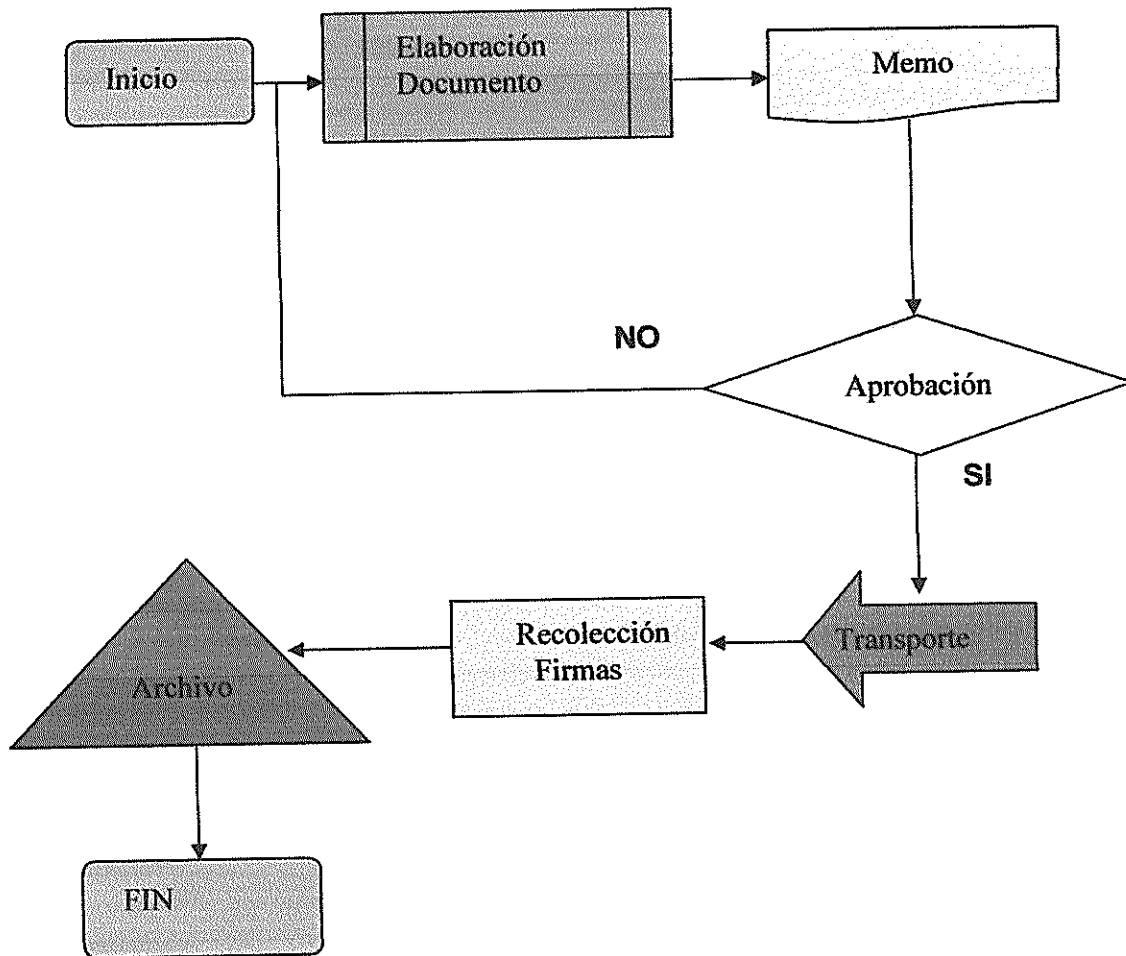 Inicio
Elaboración
Documento
Memo
NO
Aprobación
SI
Transporte
Recolección
Firmas
Archivo
FIN